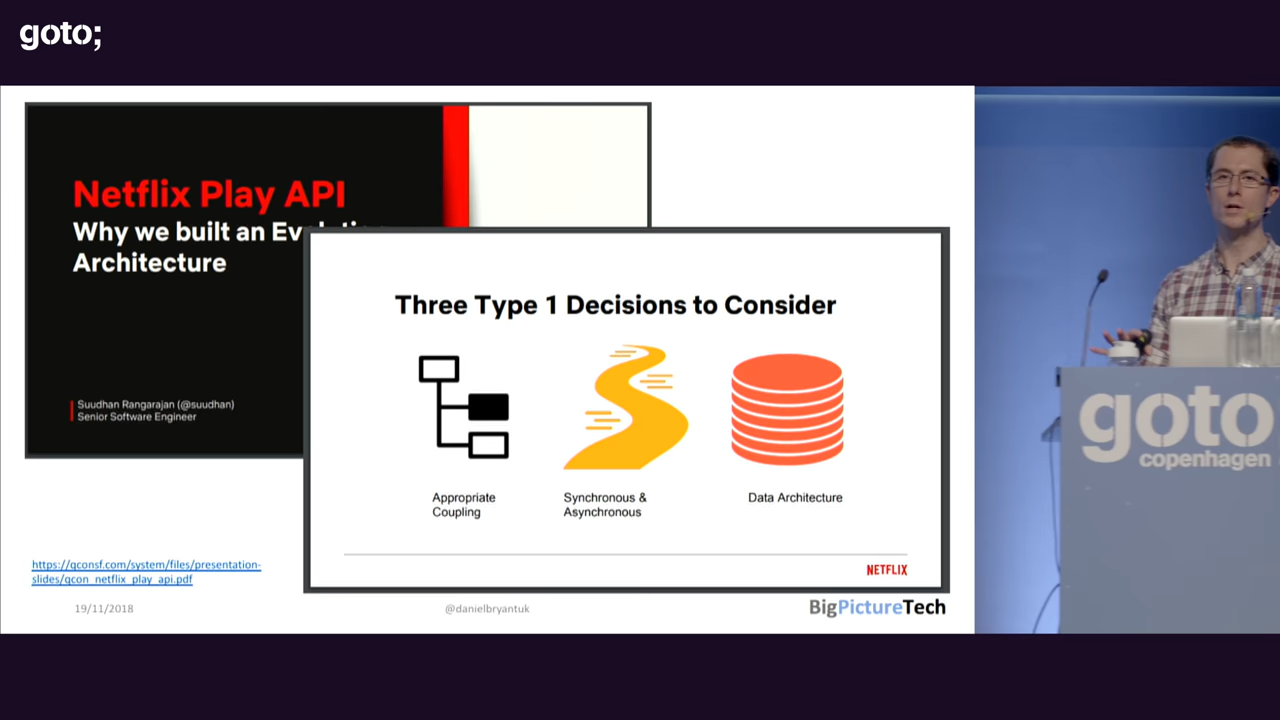 goto;
Netflix Play API
Why we built an Ev
Architecture
Suudhan Rangarajan (@suudhan)
Senior Software Engineer
Three Type 1 Decisions to Consider
Appropriate
Coupling
Synchronous &
Asynchronous
Data Architecture
NETFLIX
https://qconsf.com/system/files/presentation-
slides/qcon_netflix_play_api.pdf
19/11/2018
@danielbryantuk
BigPictureTech
goto
copenhagen